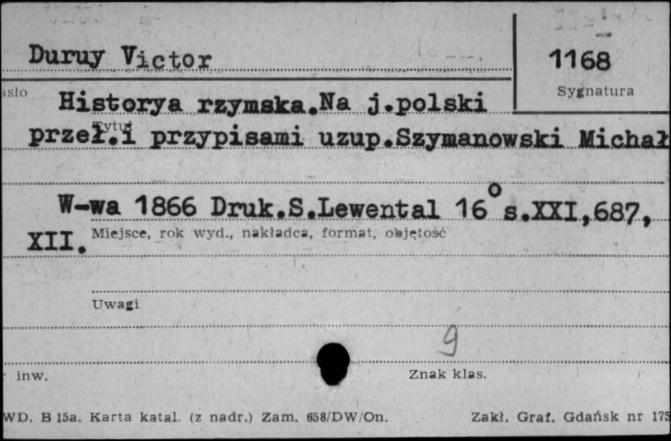 Duruy Victor
1168
asło
Sygnatura
Historya rzymska.Na j.polski
Tytuł
przeł.i przypisami uzup.Szymanowski Michał
W-wa 1866 Druk.S.Lewental 16° s.XXI,687,
XII.
Miejsce, rok wyd., nakładca, format, objętość
Uwagi
9
inw.
Znak klas.
WD. B 15a. Karta katal. (z nadr.) Zam. 658/DW/On.
Zakł. Graf. Gdańsk nr 175